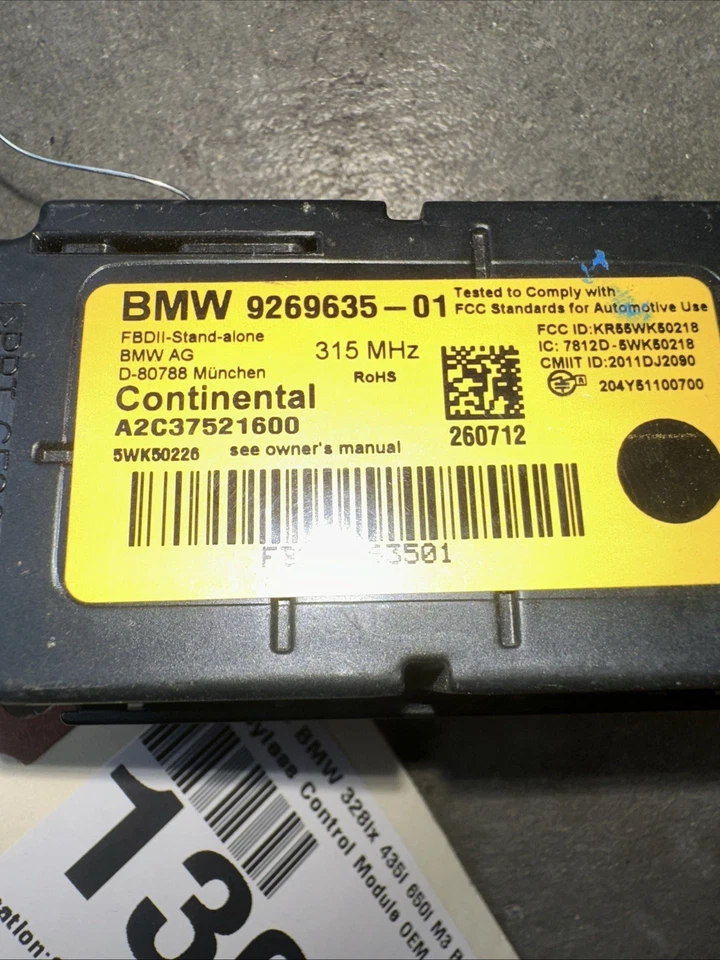 BMW 9269635-01
Tested to Comply with
FCC Standards for Automotive Use
FBDII-Stand-alone
BMW AG
D-80788 München
315 MHz
RoHS
FCC ID:KR55WK50218
IC: 7812D-5WK50218
CMIIT ID:2011DJ2090
R 204Y51100700
Continental
A2C37521600
5WK50226 see owner's manual
260712
3501
BMW 328ix 435i 650i M3
Control Module OEM